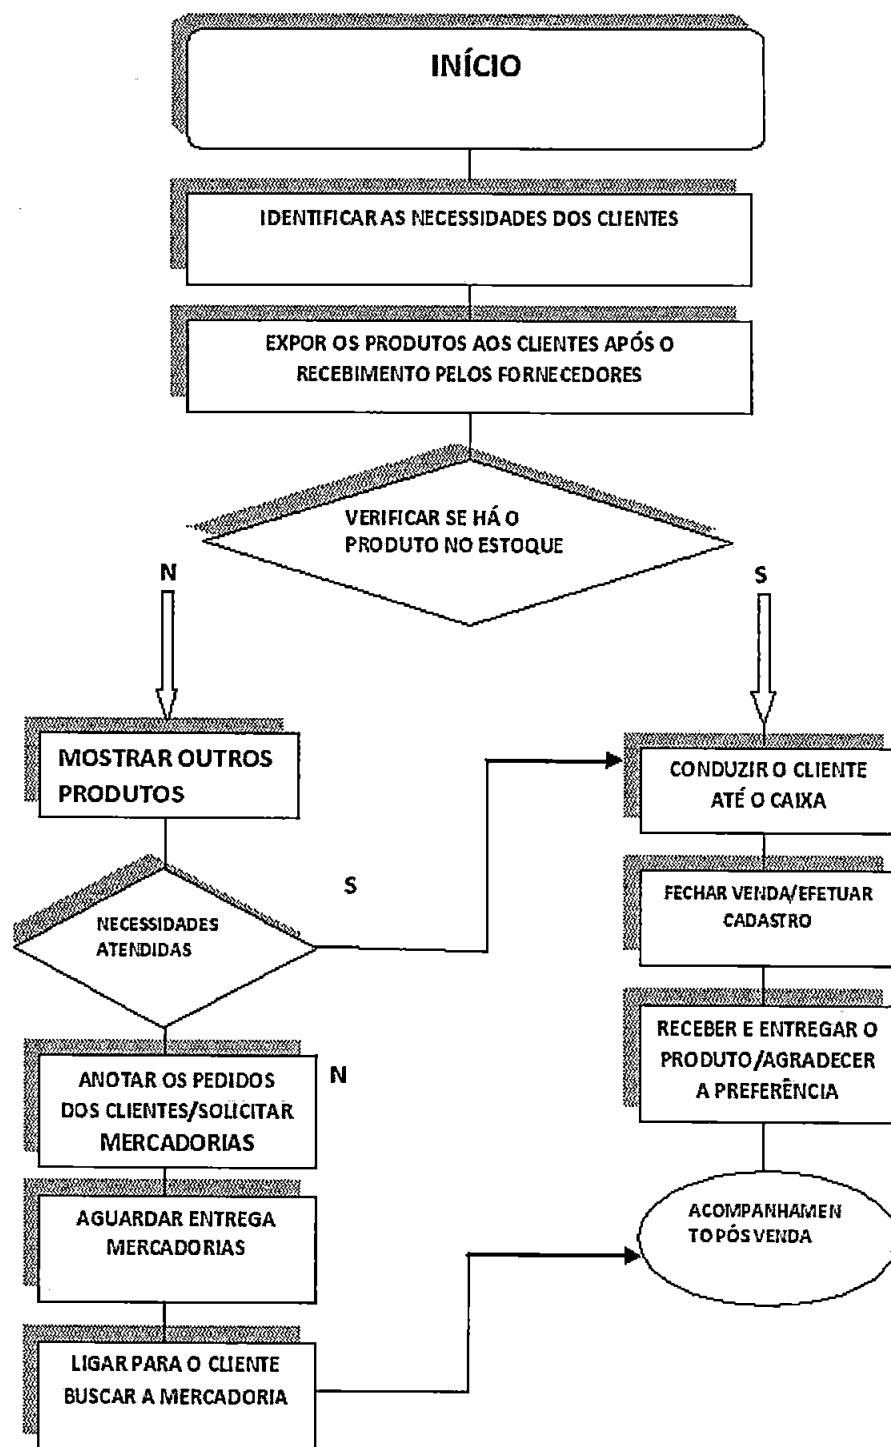 INÍCIO
IDENTIFICAR AS NECESSIDADES DOS CLIENTES
EXPOR OS PRODUTOS AOS CLIENTES APÓS O
RECEBIMENTO PELOS FORNECEDORES
VERIFICAR SE HÁ O
PRODUTO NO ESTOQUE
N
S
MOSTRAR OUTROS
PRODUTOS
CONDUZIR O CLIENTE
ATÉ O CAIXA
S
NECESSIDADES
ATENDIDAS
FECHAR VENDA/EFETUAR
CADASTRO
RECEBER E ENTREGAR O
PRODUTO/AGRADECER
A PREFERÊNCIA
N
ANOTAR OS PEDIDOS
DOS CLIENTES/SOLICITAR
MERCADORIAS
AGUARDAR ENTREGA
MERCADORIAS
ACOMPANHAMEN
TO PÓS VENDA
LIGAR PARA O CLIENTE
BUSCAR A MERCADORIA